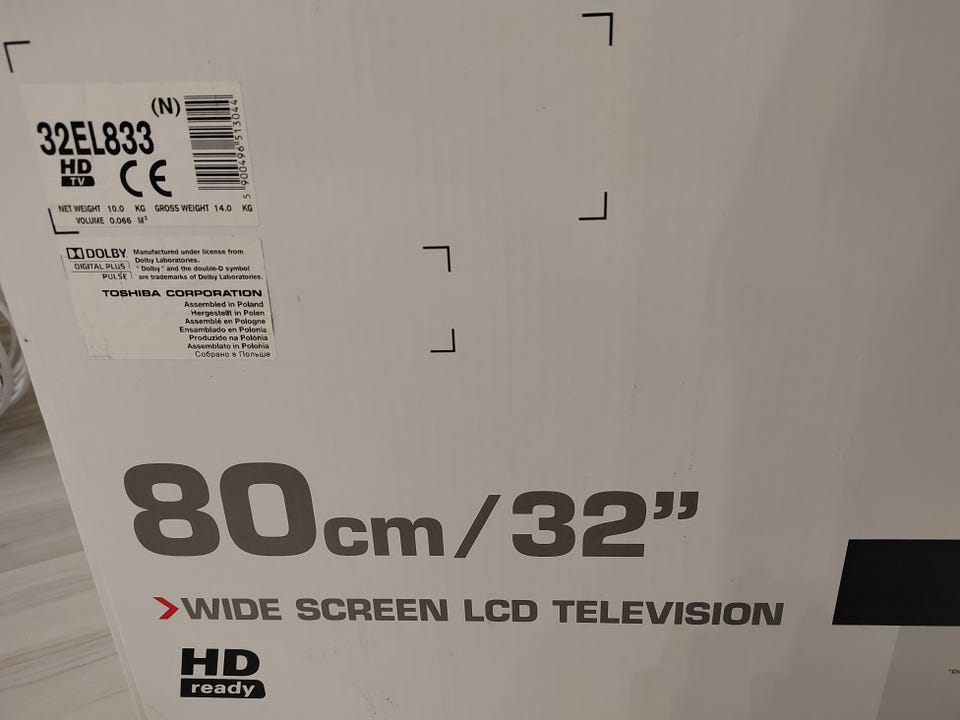 (N)
32EL833
HD
TV
CE
5 900496 513044
NET WEIGHT 10.0 KG GROSS WEIGHT 14.0 KG
VOLUME 0.066 M³
DOLBY.
DIGITAL PLUS
PULSE
Manufactured under license from
Dolby Laboratories.
"Dolby" and the double-D symbol
are trademarks of Dolby Laboratories.
TOSHIBA CORPORATION
Assembled in Poland
Hergestellt in Polen
Assemblé en Pologne
Ensamblado en Polonia
Produzido na Polónia
Assemblato in Polonia
Собрано в Польше
80cm/32”
WIDE SCREEN LCD TELEVISION
HD
ready